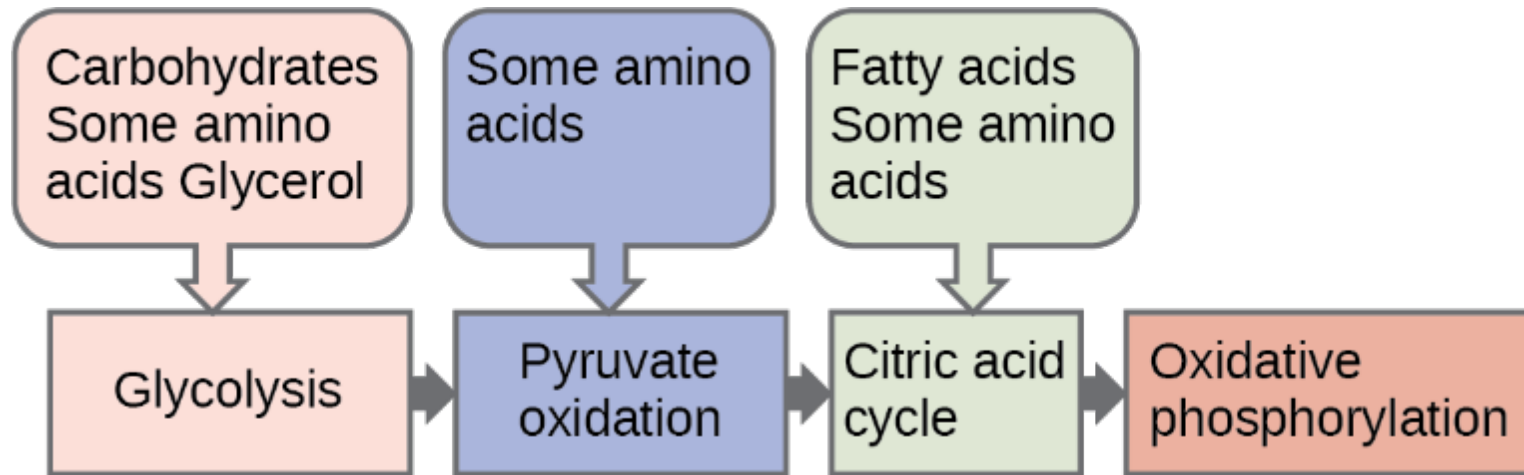 Carbohydrates
Some amino
acids Glycerol
Some amino
acids
Fatty acids
Some amino
acids
Glycolysis
Pyruvate
oxidation
Citric acid
cycle
Oxidative
phosphorylation